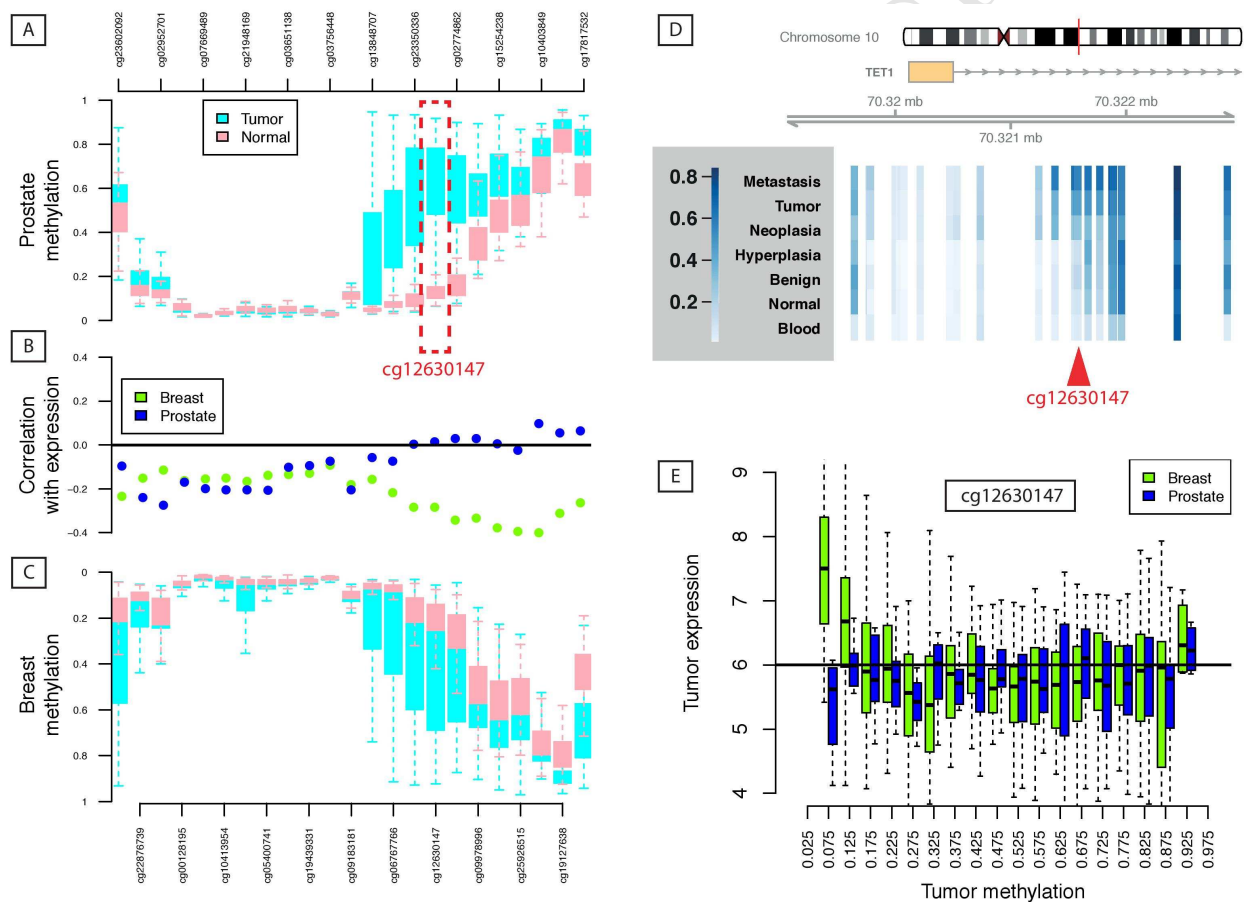 A
cg23602092
cg02952701
cg07669489
cg21948169
cg03651138
cg03756448
cg13848707
cg23350336
cg02774862
cg15254238
cg10403849
cg17817532
Prostate
methylation
1
0.8
0.6
0.4
0.2
0
Tumor
Normal
cg12630147
B
Correlation
with expression
0.4
0.2
0.0
−0.2
−0.4
Breast
Prostate
C
Breast
methylation
0
0.2
0.4
0.6
0.8
1
cg22876739
cg00128195
cg10413954
cg05400741
cg19439331
cg09183181
cg06767766
cg12630147
cg09978996
cg25926515
cg19127638
D
Chromosome 10
TET1
70.32 mb
70.322 mb
70.321 mb
0.8
0.6
0.4
0.2
Metastasis
Tumor
Neoplasia
Hyperplasia
Benign
Normal
Blood
cg12630147
E
cg12630147
Breast
Prostate
Tumor expression
9
8
7
6
5
4
0.025
0.075
0.125
0.175
0.225
0.275
0.325
0.375
0.425
0.475
0.525
0.575
0.625
0.675
0.725
0.775
0.825
0.875
0.925
0.975
Tumor methylation